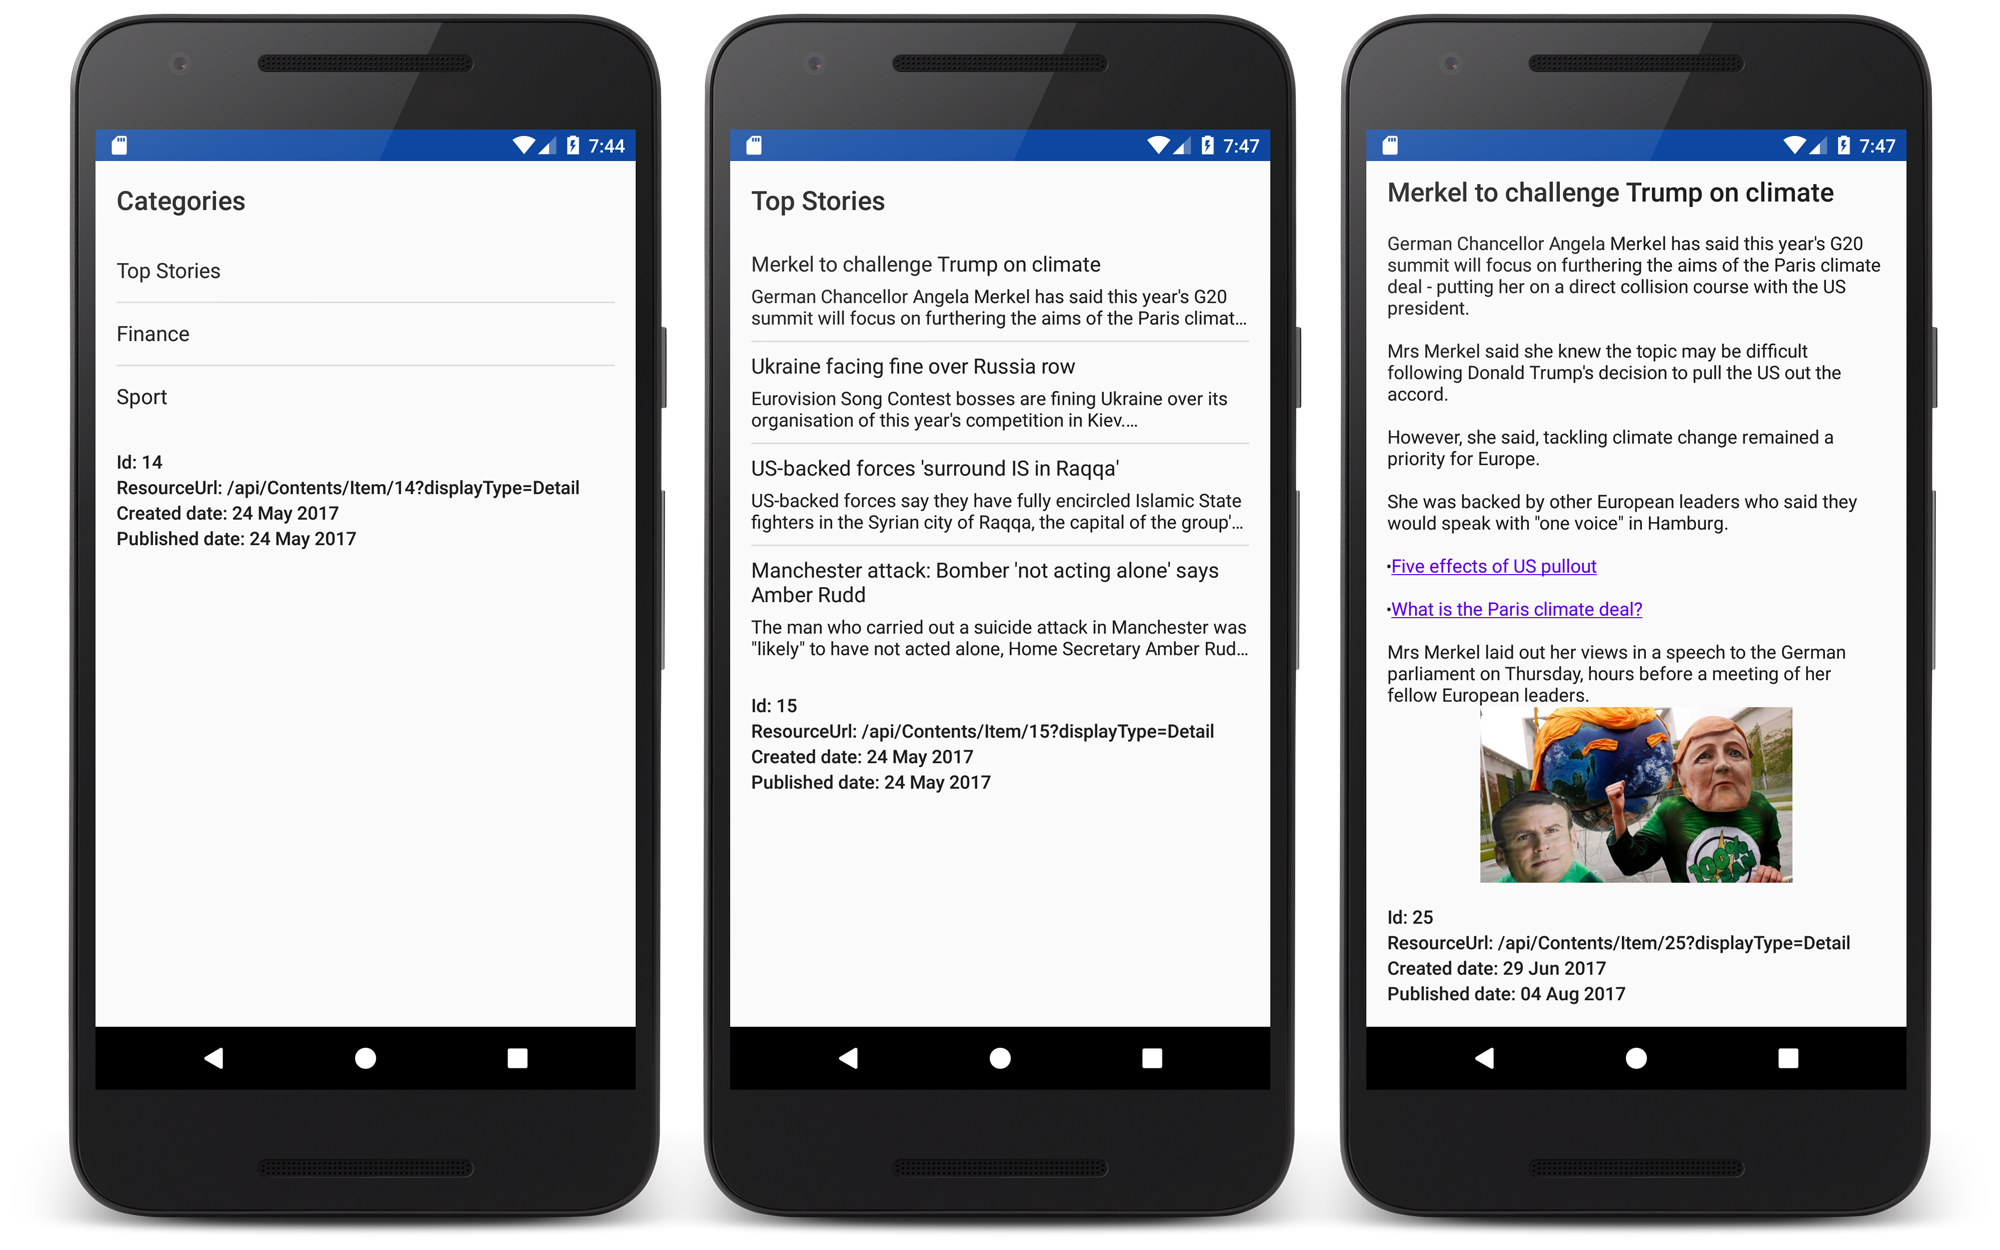 7:44
Categories
Top Stories
Finance
Sport
Id: 14
ResourceUrl: /api/Contents/Item/14?displayType=Detail
Created date: 24 May 2017
Published date: 24 May 2017
7:47
Top Stories
Merkel to challenge Trump on climate
German Chancellor Angela Merkel has said this year's G20
summit will focus on furthering the aims of the Paris climat...
Ukraine facing fine over Russia row
Eurovision Song Contest bosses are fining Ukraine over its
organisation of this year's competition in Kiev....
US-backed forces 'surround IS in Raqqa'
US-backed forces say they have fully encircled Islamic State
fighters in the Syrian city of Raqqa, the capital of the group'...
Manchester attack: Bomber 'not acting alone' says
Amber Rudd
The man who carried out a suicide attack in Manchester was
"likely" to have not acted alone, Home Secretary Amber Rud...
Id: 15
ResourceUrl: /api/Contents/Item/15?displayType=Detail
Created date: 24 May 2017
Published date: 24 May 2017
7:47
Merkel to challenge Trump on climate
German Chancellor Angela Merkel has said this year's G20
summit will focus on furthering the aims of the Paris climate
deal - putting her on a direct collision course with the US
president.
Mrs Merkel said she knew the topic may be difficult
following Donald Trump's decision to pull the US out the
accord.
However, she said, tackling climate change remained a
priority for Europe.
She was backed by other European leaders who said they
would speak with "one voice" in Hamburg.
•Five effects of US pullout
•What is the Paris climate deal?
Mrs Merkel laid out her views in a speech to the German
parliament on Thursday, hours before a meeting of her
fellow European leaders.
100%
Id: 25
ResourceUrl: /api/Contents/Item/25?displayType=Detail
Created date: 29 Jun 2017
Published date: 04 Aug 2017